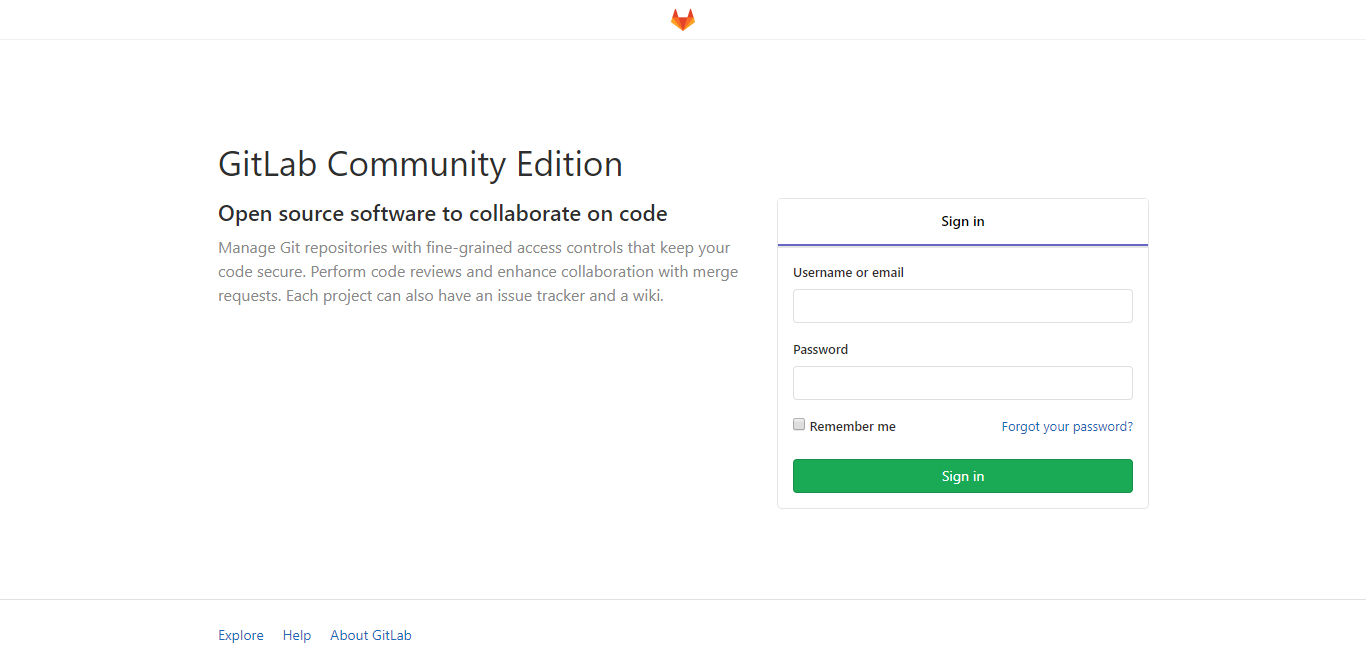 GitLab Community Edition
Open source software to collaborate on code
Manage Git repositories with fine-grained access controls that keep your
code secure. Perform code reviews and enhance collaboration with merge
requests. Each project can also have an issue tracker and a wiki.
Sign in
Username or email
Password
Remember me
Forgot your password?
Sign in
Explore
Help
About GitLab